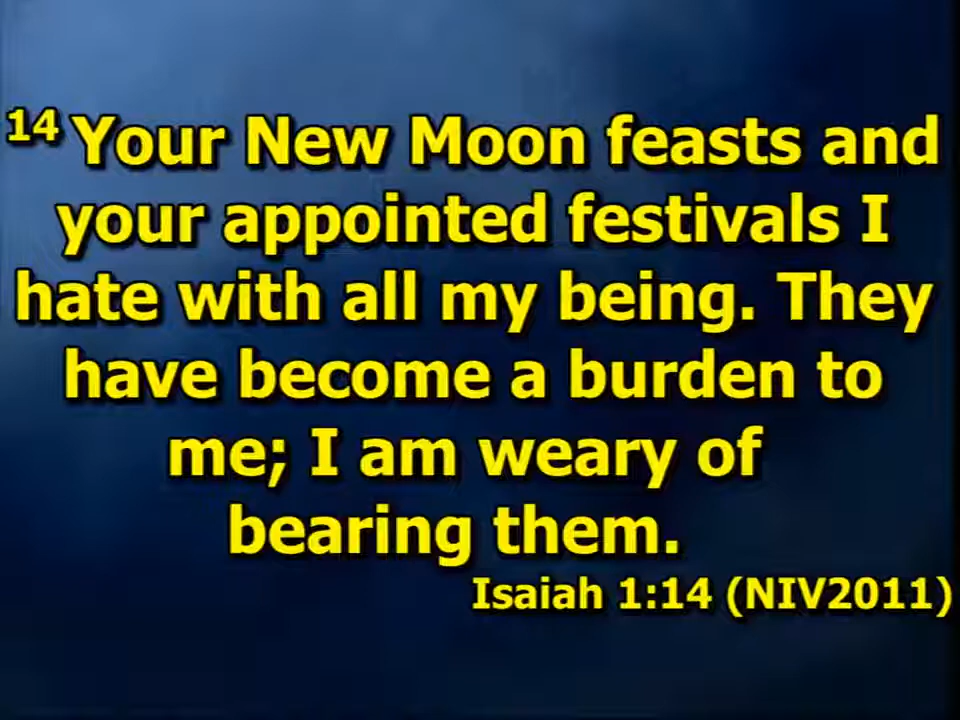 14 Your New Moon feasts and
your appointed festivals I
hate with all my being. They
have become a burden to
me; I am weary of
bearing them.
Isaiah 1:14 (NIV2011)